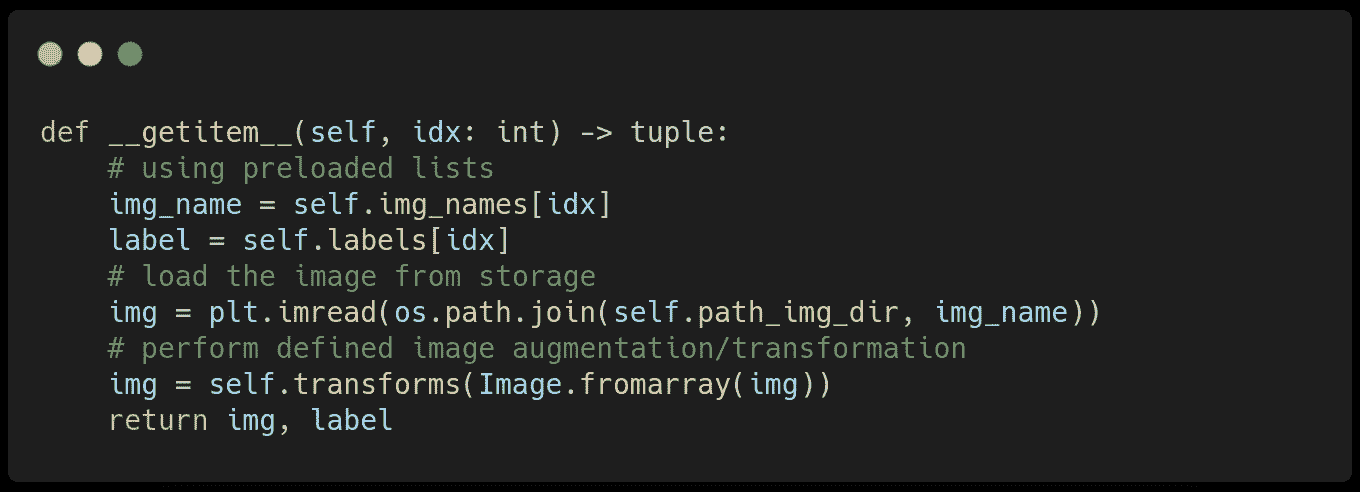 def __getitem__(self, idx: int) -> tuple:
    # using preloaded lists
    img_name = self.img_names[idx]
    label = self.labels[idx]
    # load the image from storage
    img = plt.imread(os.path.join(self.path_img_dir, img_name))
    # perform defined image augmentation/transformation
    img = self.transforms(Image.fromarray(img))
    return img, label